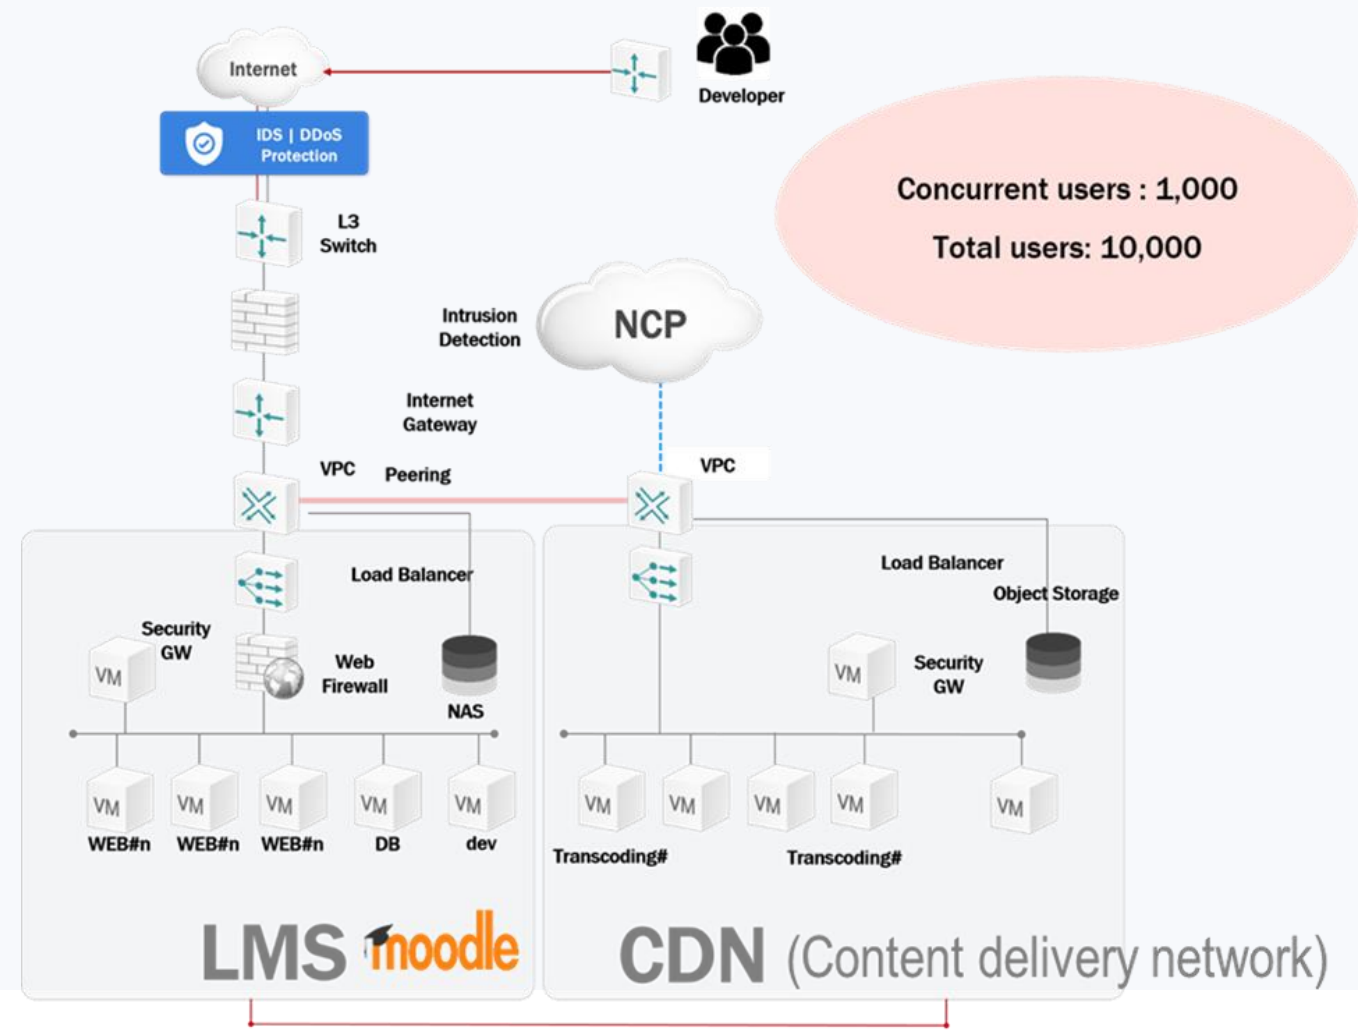 Internet
Developer
IDS | DDoS
Protection
L3
Switch
Concurrent users : 1,000
Total users: 10,000
Intrusion
Detection
NCP
Internet
Gateway
VPC
Peering
VPC
Load Balancer
Load Balancer
Object Storage
Security
GW
VM
Web
Firewall
NAS
VM
Security
GW
VM
VM
VM
VM
VM
WEB#n
WEB#n
WEB#n
DB
dev
VM
VM
VM
VM
VM
Transcoding#
Transcoding#
LMS moodle
CDN (Content delivery network)